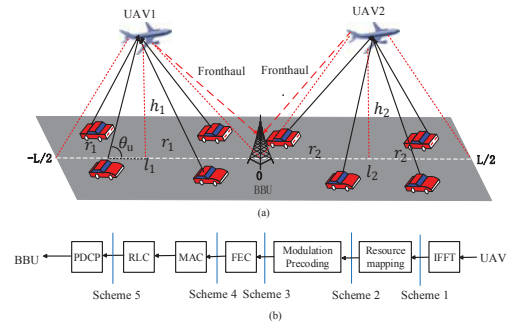 UAV1
UAV2
Fronthaul
Fronthaul
h1
h2
r1
θu
r1
r2
r2
-L/2
l1
0
l2
L/2
BBU
(a)
BBU
PDCP
RLC
MAC
FEC
Modulation
Precoding
Resource
mapping
IFFT
UAV
Scheme 5
Scheme 4
Scheme 3
Scheme 2
Scheme 1
(b)